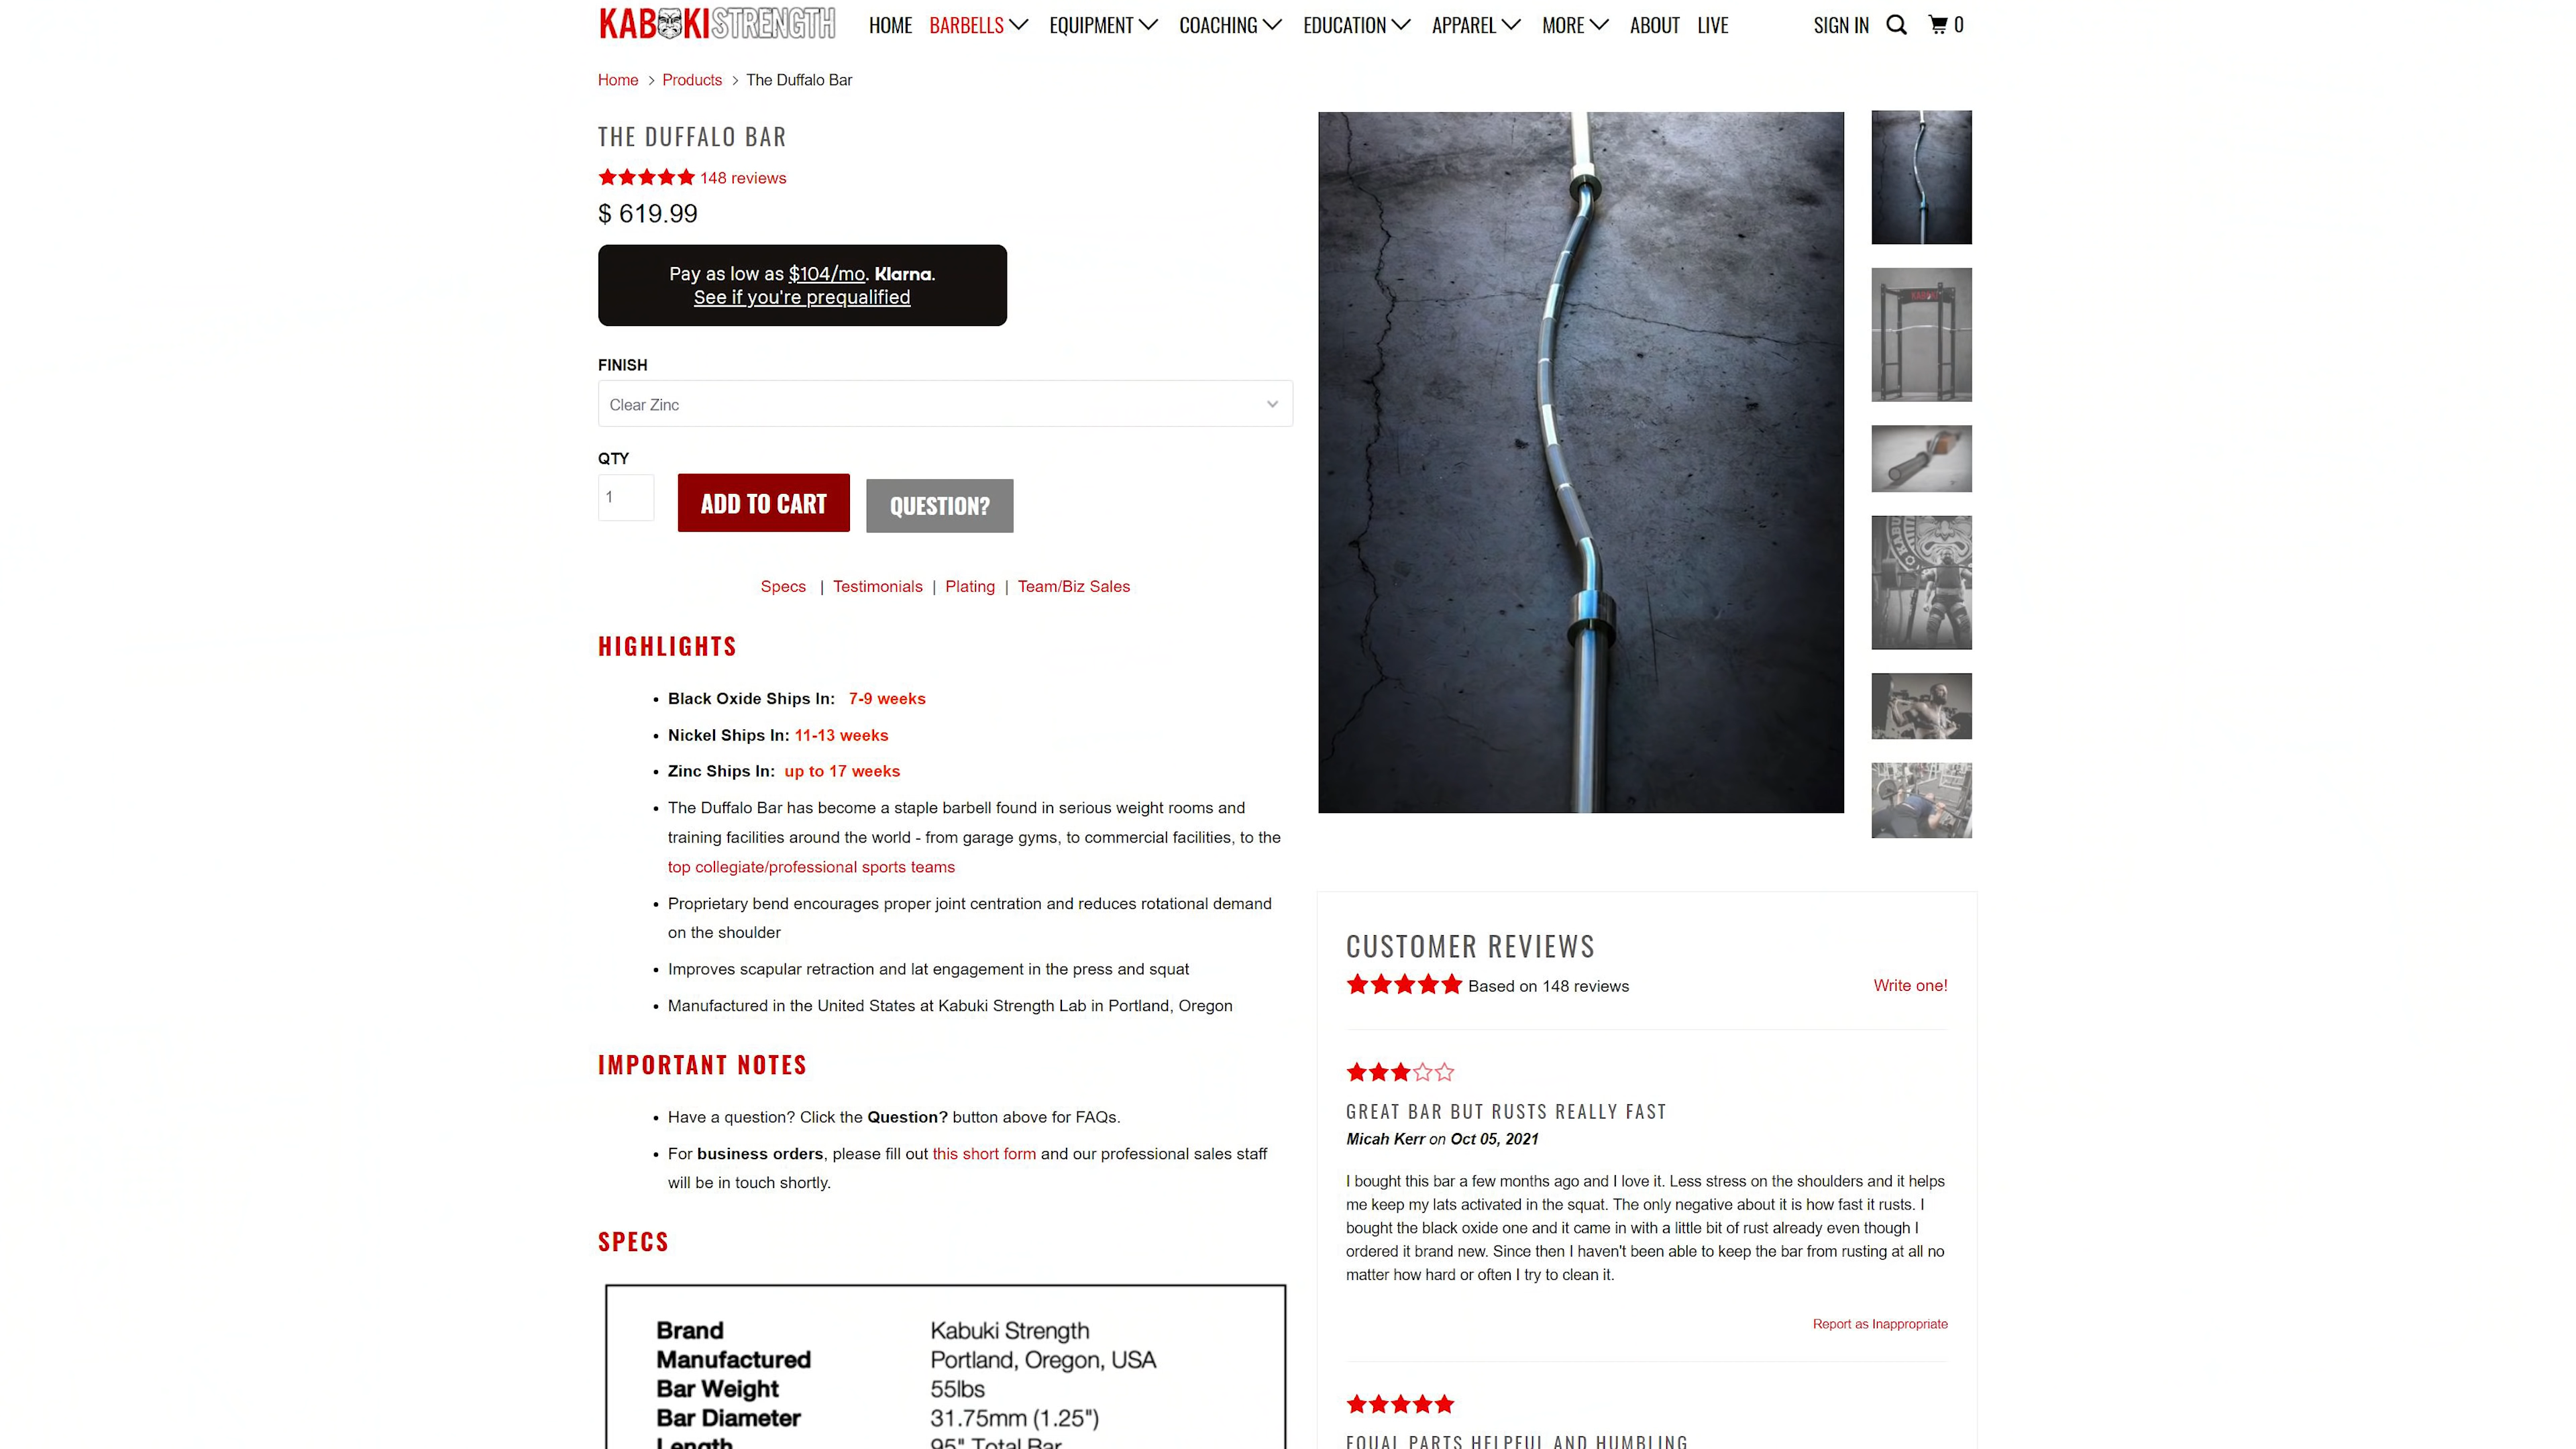 KABUKI STRENGTH
HOME BARBELLS EQUIPMENT COACHING EDUCATION APPAREL MORE ABOUT LIVE SIGN IN 0
Home > Products > The Duffalo Bar
THE DUFFALO BAR
148 reviews
$ 619.99
Pay as low as $104/mo. Klarna.
See if you're prequalified
FINISH
Clear Zinc
QTY
1
ADD TO CART
QUESTION?
Specs | Testimonials | Plating | Team/Biz Sales
HIGHLIGHTS
• Black Oxide Ships In: 7-9 weeks
• Nickel Ships In: 11-13 weeks
• Zinc Ships In: up to 17 weeks
• The Duffalo Bar has become a staple barbell found in serious weight rooms and
training facilities around the world - from garage gyms, to commercial facilities, to the
top collegiate/professional sports teams
• Proprietary bend encourages proper joint centration and reduces rotational demand
on the shoulder
• Improves scapular retraction and lat engagement in the press and squat
• Manufactured in the United States at Kabuki Strength Lab in Portland, Oregon
IMPORTANT NOTES
• Have a question? Click the Question? button above for FAQs.
• For business orders, please fill out this short form and our professional sales staff
will be in touch shortly.
SPECS
Brand Kabuki Strength
Manufactured Portland, Oregon, USA
Bar Weight 55lbs
Bar Diameter 31.75mm (1.25")
Length 95" Total Bar
KABUKI
CUSTOMER REVIEWS
Based on 148 reviews
Write one!
GREAT BAR BUT RUSTS REALLY FAST
Micah Kerr on Oct 05, 2021
I bought this bar a few months ago and I love it. Less stress on the shoulders and it helps
me keep my lats activated in the squat. The only negative about it is how fast it rusts. I
bought the black oxide one and it came in with a little bit of rust already even though I
ordered it brand new. Since then I haven't been able to keep the bar from rusting at all no
matter how hard or often I try to clean it.
Report as Inappropriate
EQUAL PARTS HELPFUL AND HUMBLING